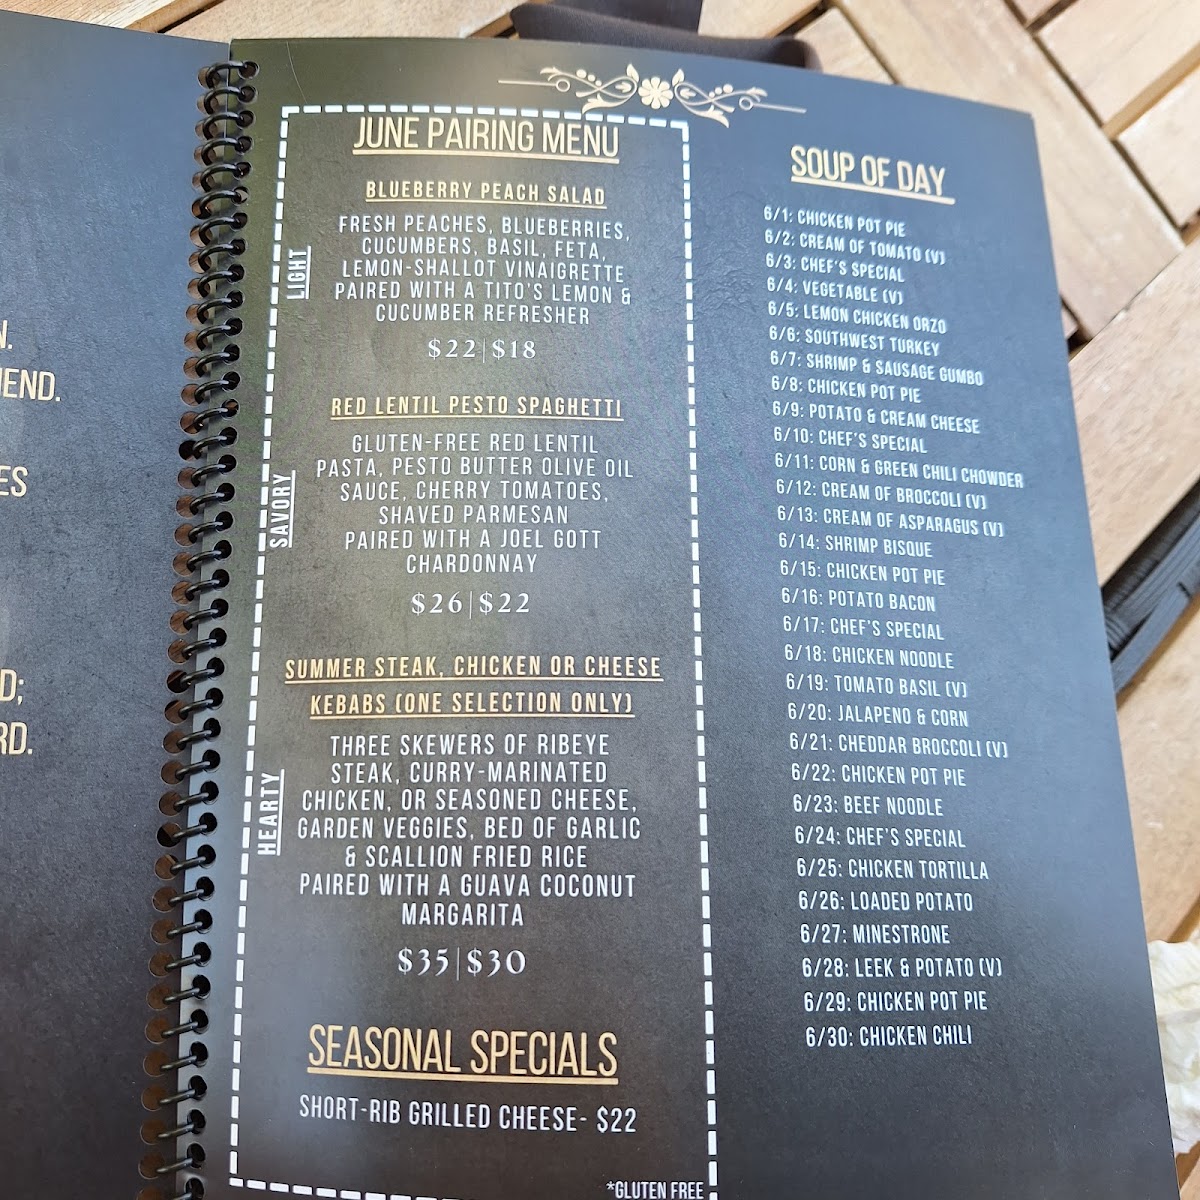 N.
IEND.
ES
D;
RD.
JUNE PAIRING MENU
LIGHT
BLUEBERRY PEACH SALAD
FRESH PEACHES, BLUEBERRIES,
CUCUMBERS, BASIL, FETA,
LEMON-SHALLOT VINAIGRETTE
PAIRED WITH A TITO'S LEMON &
CUCUMBER REFRESHER
$22|$18
SAVORY
RED LENTIL PESTO SPAGHETTI
GLUTEN-FREE RED LENTIL
PASTA, PESTO BUTTER OLIVE OIL
SAUCE, CHERRY TOMATOES,
SHAVED PARMESAN
PAIRED WITH A JOEL GOTT
CHARDONNAY
$26|$22
HEARTY
SUMMER STEAK, CHICKEN OR CHEESE
KEBABS (ONE SELECTION ONLY)
THREE SKEWERS OF RIBEYE
STEAK, CURRY-MARINATED
CHICKEN, OR SEASONED CHEESE,
GARDEN VEGGIES, BED OF GARLIC
& SCALLION FRIED RICE
PAIRED WITH A GUAVA COCONUT
MARGARITA
$35|$30
SEASONAL SPECIALS
SHORT-RIB GRILLED CHEESE- $22
*GLUTEN FREE
SOUP OF DAY
6/1: CHICKEN POT PIE
6/2: CREAM OF TOMATO (V)
6/3: CHEF'S SPECIAL
6/4: VEGETABLE (V)
6/5: LEMON CHICKEN ORZO
6/6: SOUTHWEST TURKEY
6/7: SHRIMP & SAUSAGE GUMBO
6/8: CHICKEN POT PIE
6/9: POTATO & CREAM CHEESE
6/10: CHEF'S SPECIAL
6/11: CORN & GREEN CHILI CHOWDER
6/12: CREAM OF BROCCOLI (V)
6/13: CREAM OF ASPARAGUS (V)
6/14: SHRIMP BISQUE
6/15: CHICKEN POT PIE
6/16: POTATO BACON
6/17: CHEF'S SPECIAL
6/18: CHICKEN NOODLE
6/19: TOMATO BASIL (V)
6/20: JALAPENO & CORN
6/21: CHEDDAR BROCCOLI (V)
6/22: CHICKEN POT PIE
6/23: BEEF NOODLE
6/24: CHEF'S SPECIAL
6/25: CHICKEN TORTILLA
6/26: LOADED POTATO
6/27: MINESTRONE
6/28: LEEK & POTATO (V)
6/29: CHICKEN POT PIE
6/30: CHICKEN CHILI